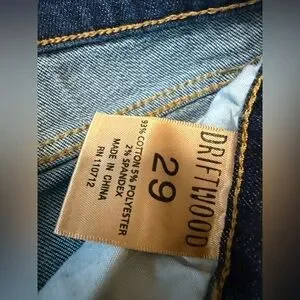 DRIFTWOOD
29
93% COTTON 5% POLYESTER
2% SPANDEX
MADE IN CHINA
RN 110712